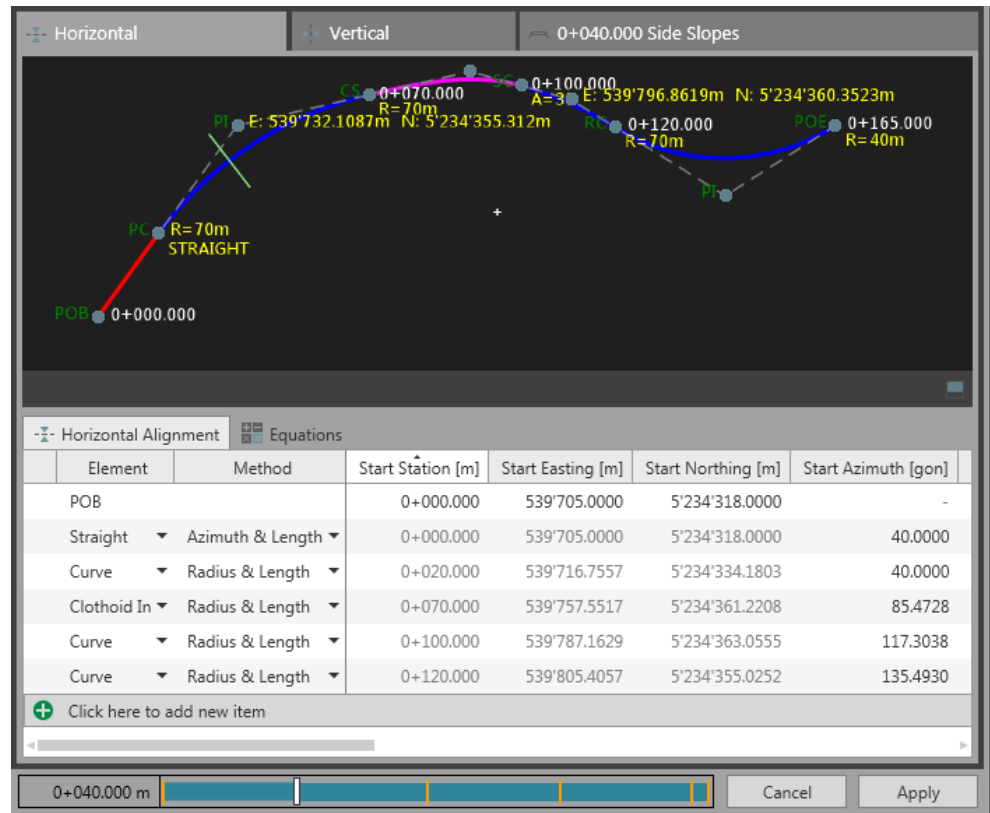 Horizontal
Vertical
0+040.000 Side Slopes
CS
0+070.000
R=70m
SC
0+100.000
A=3
E: 539'796.8619m N: 5'234'360.3523m
PI
E: 539'732.1087m N: 5'234'355.312m
RC
0+120.000
R=70m
POE
0+165.000
R=40m
PI
PC
R=70m
STRAIGHT
POB
0+000.000
Horizontal Alignment
Equations
Element Method Start Station [m] Start Easting [m] Start Northing [m] Start Azimuth [gon]
POB 0+000.000 539'705.0000 5'234'318.0000 -
Straight Azimuth & Length 0+000.000 539'705.0000 5'234'318.0000 40.0000
Curve Radius & Length 0+020.000 539'716.7557 5'234'334.1803 40.0000
Clothoid In Radius & Length 0+070.000 539'757.5517 5'234'361.2208 85.4728
Curve Radius & Length 0+100.000 539'787.1629 5'234'363.0555 117.3038
Curve Radius & Length 0+120.000 539'805.4057 5'234'355.0252 135.4930
Click here to add new item
0+040.000 m
Cancel
Apply